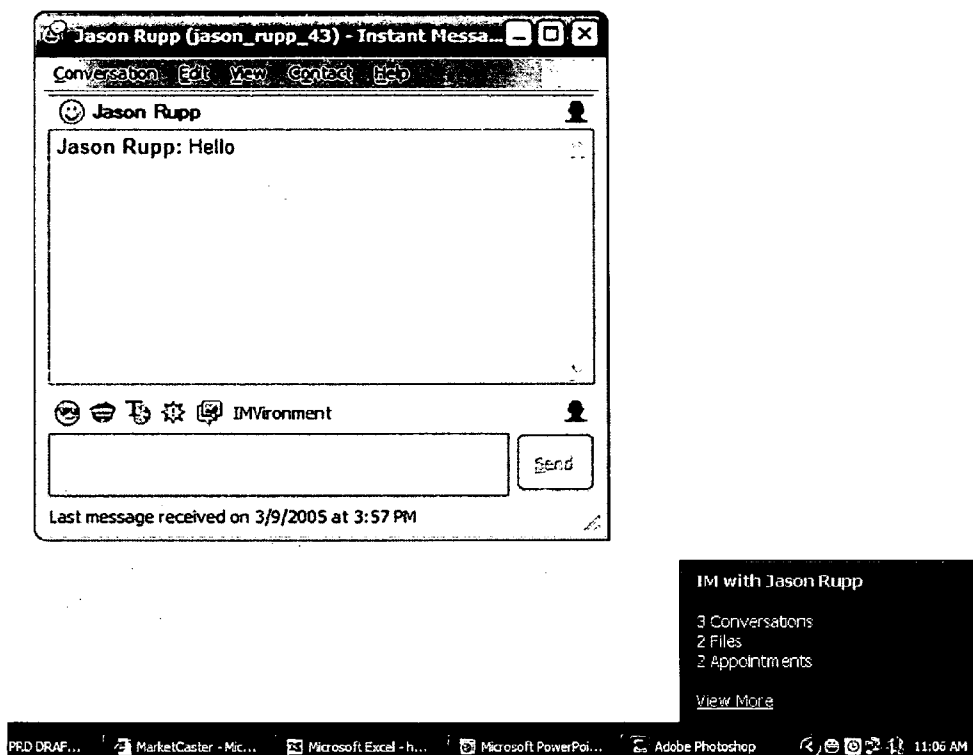 Jason Rupp (jason_rupp_43) - Instant Messa...
Conversation Edit View Contact Help
Jason Rupp
Jason Rupp: Hello
IMVironment
Send
Last message received on 3/9/2005 at 3:57 PM
IM with Jason Rupp
3 Conversations
2 Files
2 Appointments
View More
PRD DRAF... MarketCaster - Mic... Microsoft Excel - h... Microsoft PowerPoi... Adobe Photoshop 11:06 AM